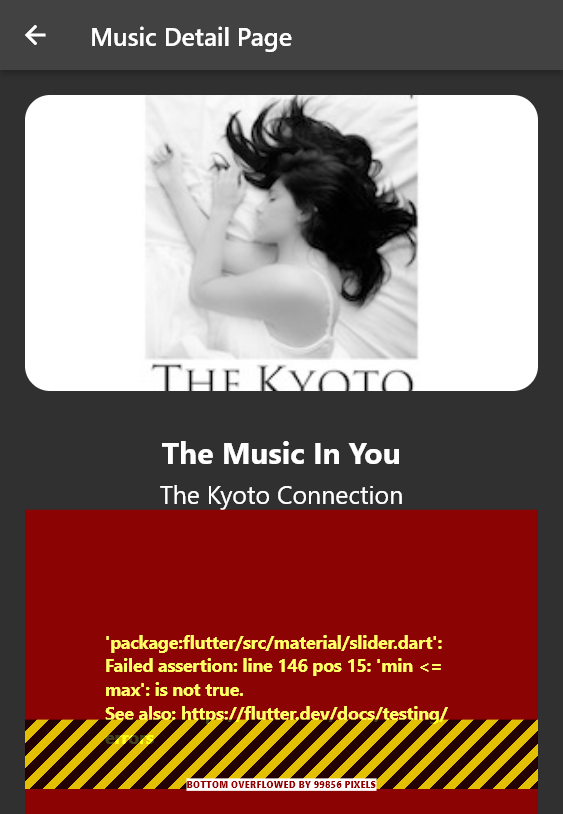 Music Detail Page
THE KYOTO
The Music In You
The Kyoto Connection
'package:flutter/src/material/slider.dart':
Failed assertion: line 146 pos 15: 'min <=
max': is not true.
See also: https://flutter.dev/docs/testing/
errors
BOTTOM OVERFLOWED BY 99856 PIXELS